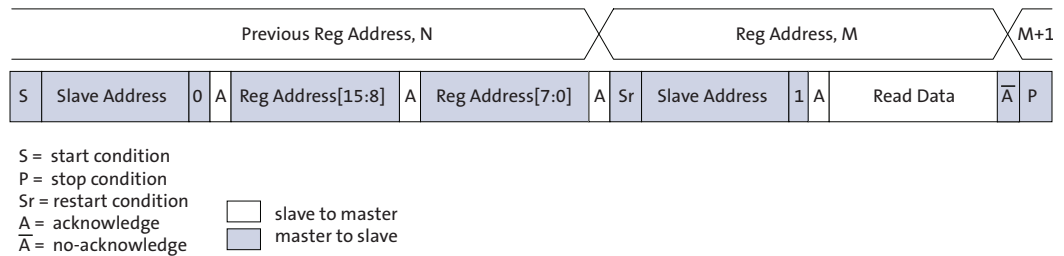 Previous Reg Address, N Reg Address, M M+1
S Slave Address 0 A Reg Address[15:8] A Reg Address[7:0] A Sr Slave Address 1 A Read Data A̅ P
S = start condition
P = stop condition
Sr = restart condition
A = acknowledge
A̅ = no-acknowledge
slave to master
master to slave